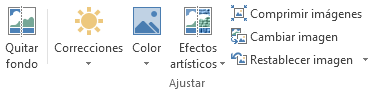 Quitar fondo
Correcciones
Color
Efectos artísticos
Comprimir imágenes
Cambiar imagen
Restablecer imagen
Ajustar